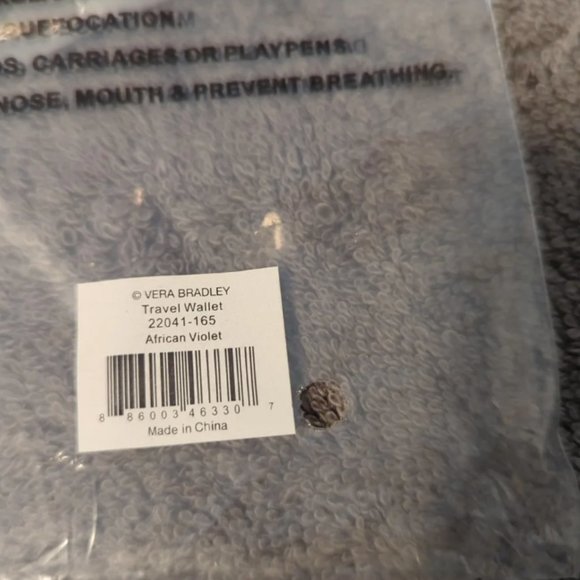 SUFFOCATION.
CARRIAGES OR PLAYPENS.
NOSE, MOUTH & PREVENT BREATHING.
© VERA BRADLEY
Travel Wallet
22041-165
African Violet
8 86003 46330 7
Made in China